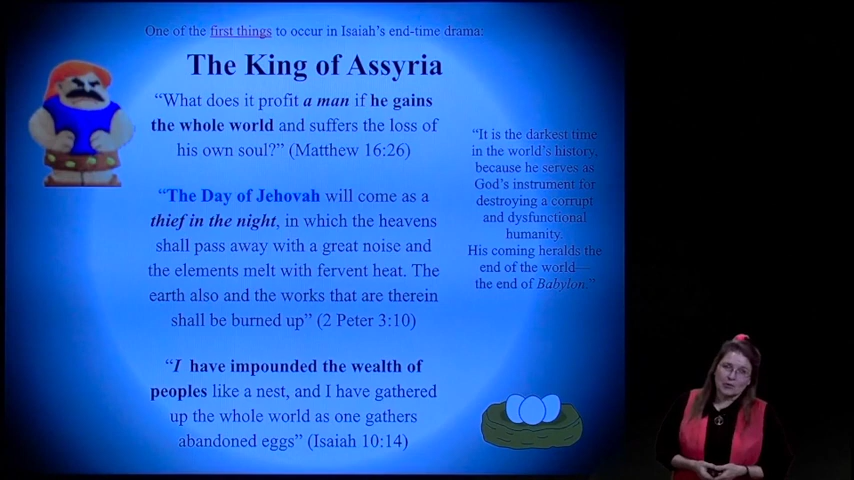 One of the first things to occur in Isaiah's end-time drama:
The King of Assyria
“What does it profit a man if he gains
the whole world and suffers the loss of
his own soul?” (Matthew 16:26)
“The Day of Jehovah will come as a
thief in the night, in which the heavens
shall pass away with a great noise and
the elements melt with fervent heat. The
earth also and the works that are therein
shall be burned up” (2 Peter 3:10)
“I have impounded the wealth of
peoples like a nest, and I have gathered
up the whole world as one gathers
abandoned eggs” (Isaiah 10:14)
“It is the darkest time
in the world's history,
because he serves as
God's instrument for
destroying a corrupt
and dysfunctional
humanity.
His coming heralds the
end of the world—
the end of Babylon.”